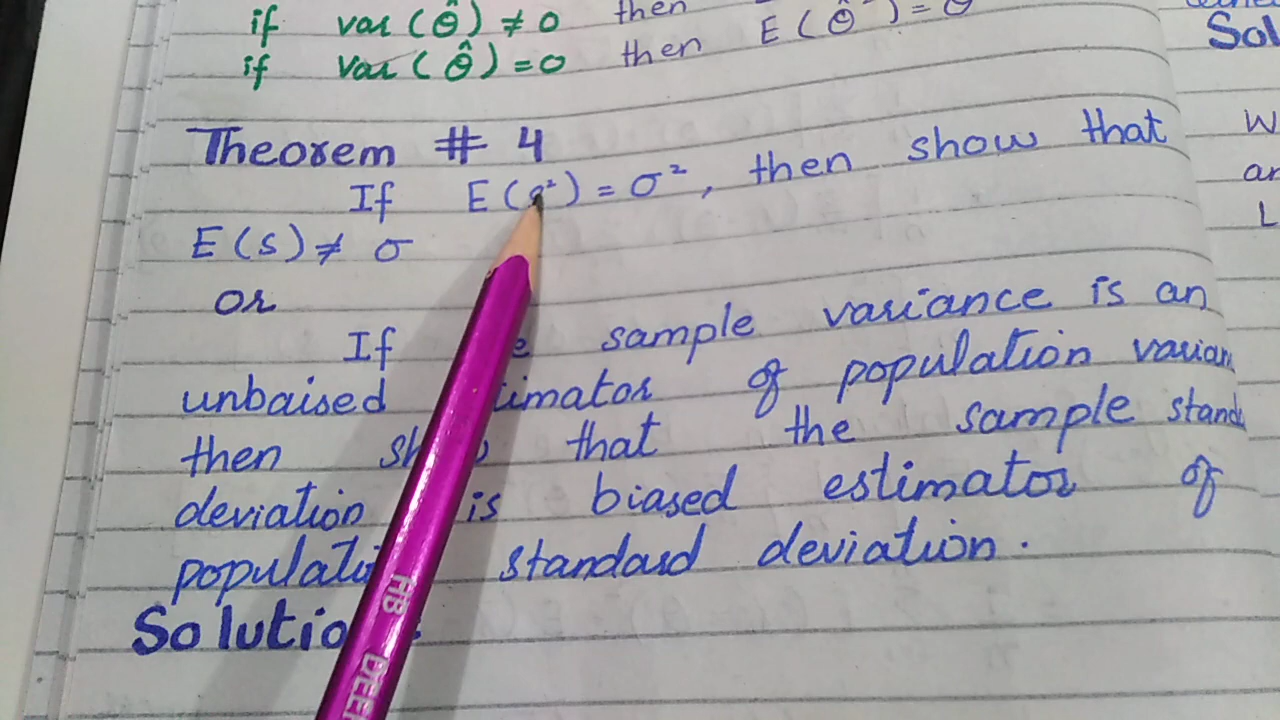 if var(θ̂) ≠ 0 then
if var(θ̂) = 0 then E(θ̂²) = θ
Sol
Theorem # 4
If E(s²) = σ², then show that
E(s) ≠ σ
or
If sample variance is an
unbaised of population varian
then that the sample stand
deviation is biased estimator of
standard deviation.
W
ar
L
HB